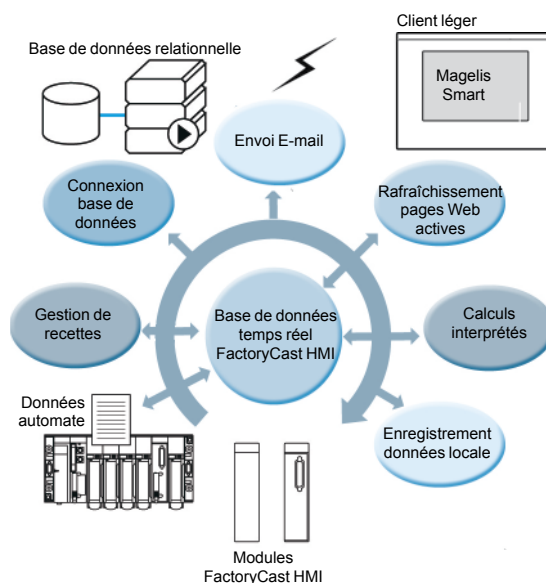 Client léger
Base de données relationnelle
Magelis
Smart
Envoi E-mail
Connexion
base de
données
Rafraîchissement
pages Web
actives
Gestion de
recettes
Base de données
temps réel
FactoryCast HMI
Calculs
interprétés
Données
automate
Enregistrement
données locale
Modules
FactoryCast HMI